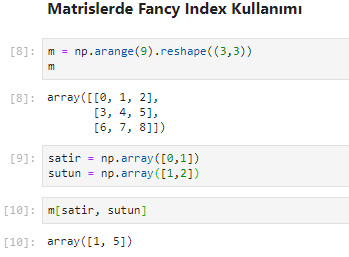 Matrislerde Fancy Index Kullanımı
[8]: m = np.arange(9).reshape((3,3))
m
[8]: array([[0, 1, 2],
[3, 4, 5],
[6, 7, 8]])
[9]: satir = np.array([0,1])
sutun = np.array([1,2])
[10]: m[satir, sutun]
[10]: array([1, 5])